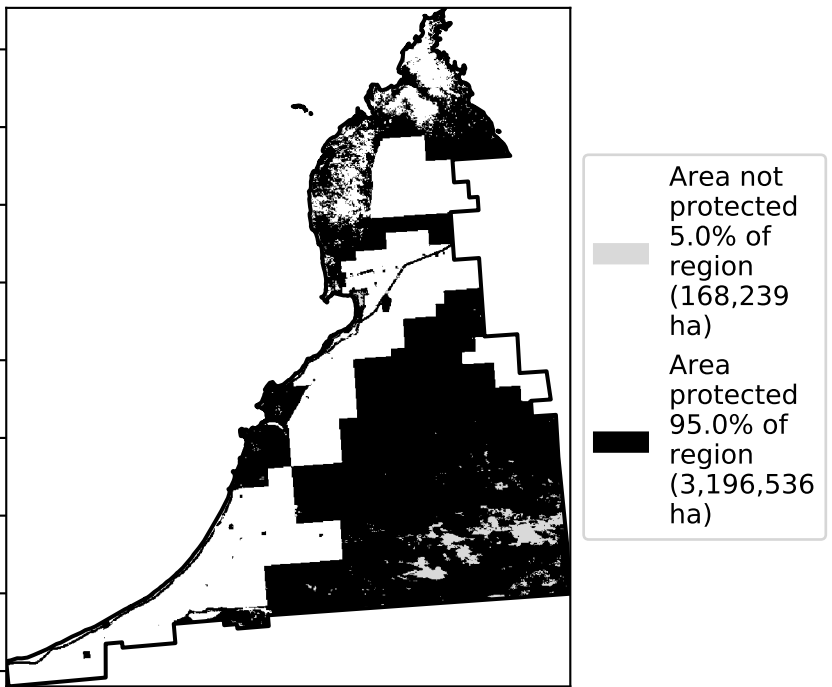 Area not
protected
5.0% of
region
(168,239
ha)
Area
protected
95.0% of
region
(3,196,536
ha)